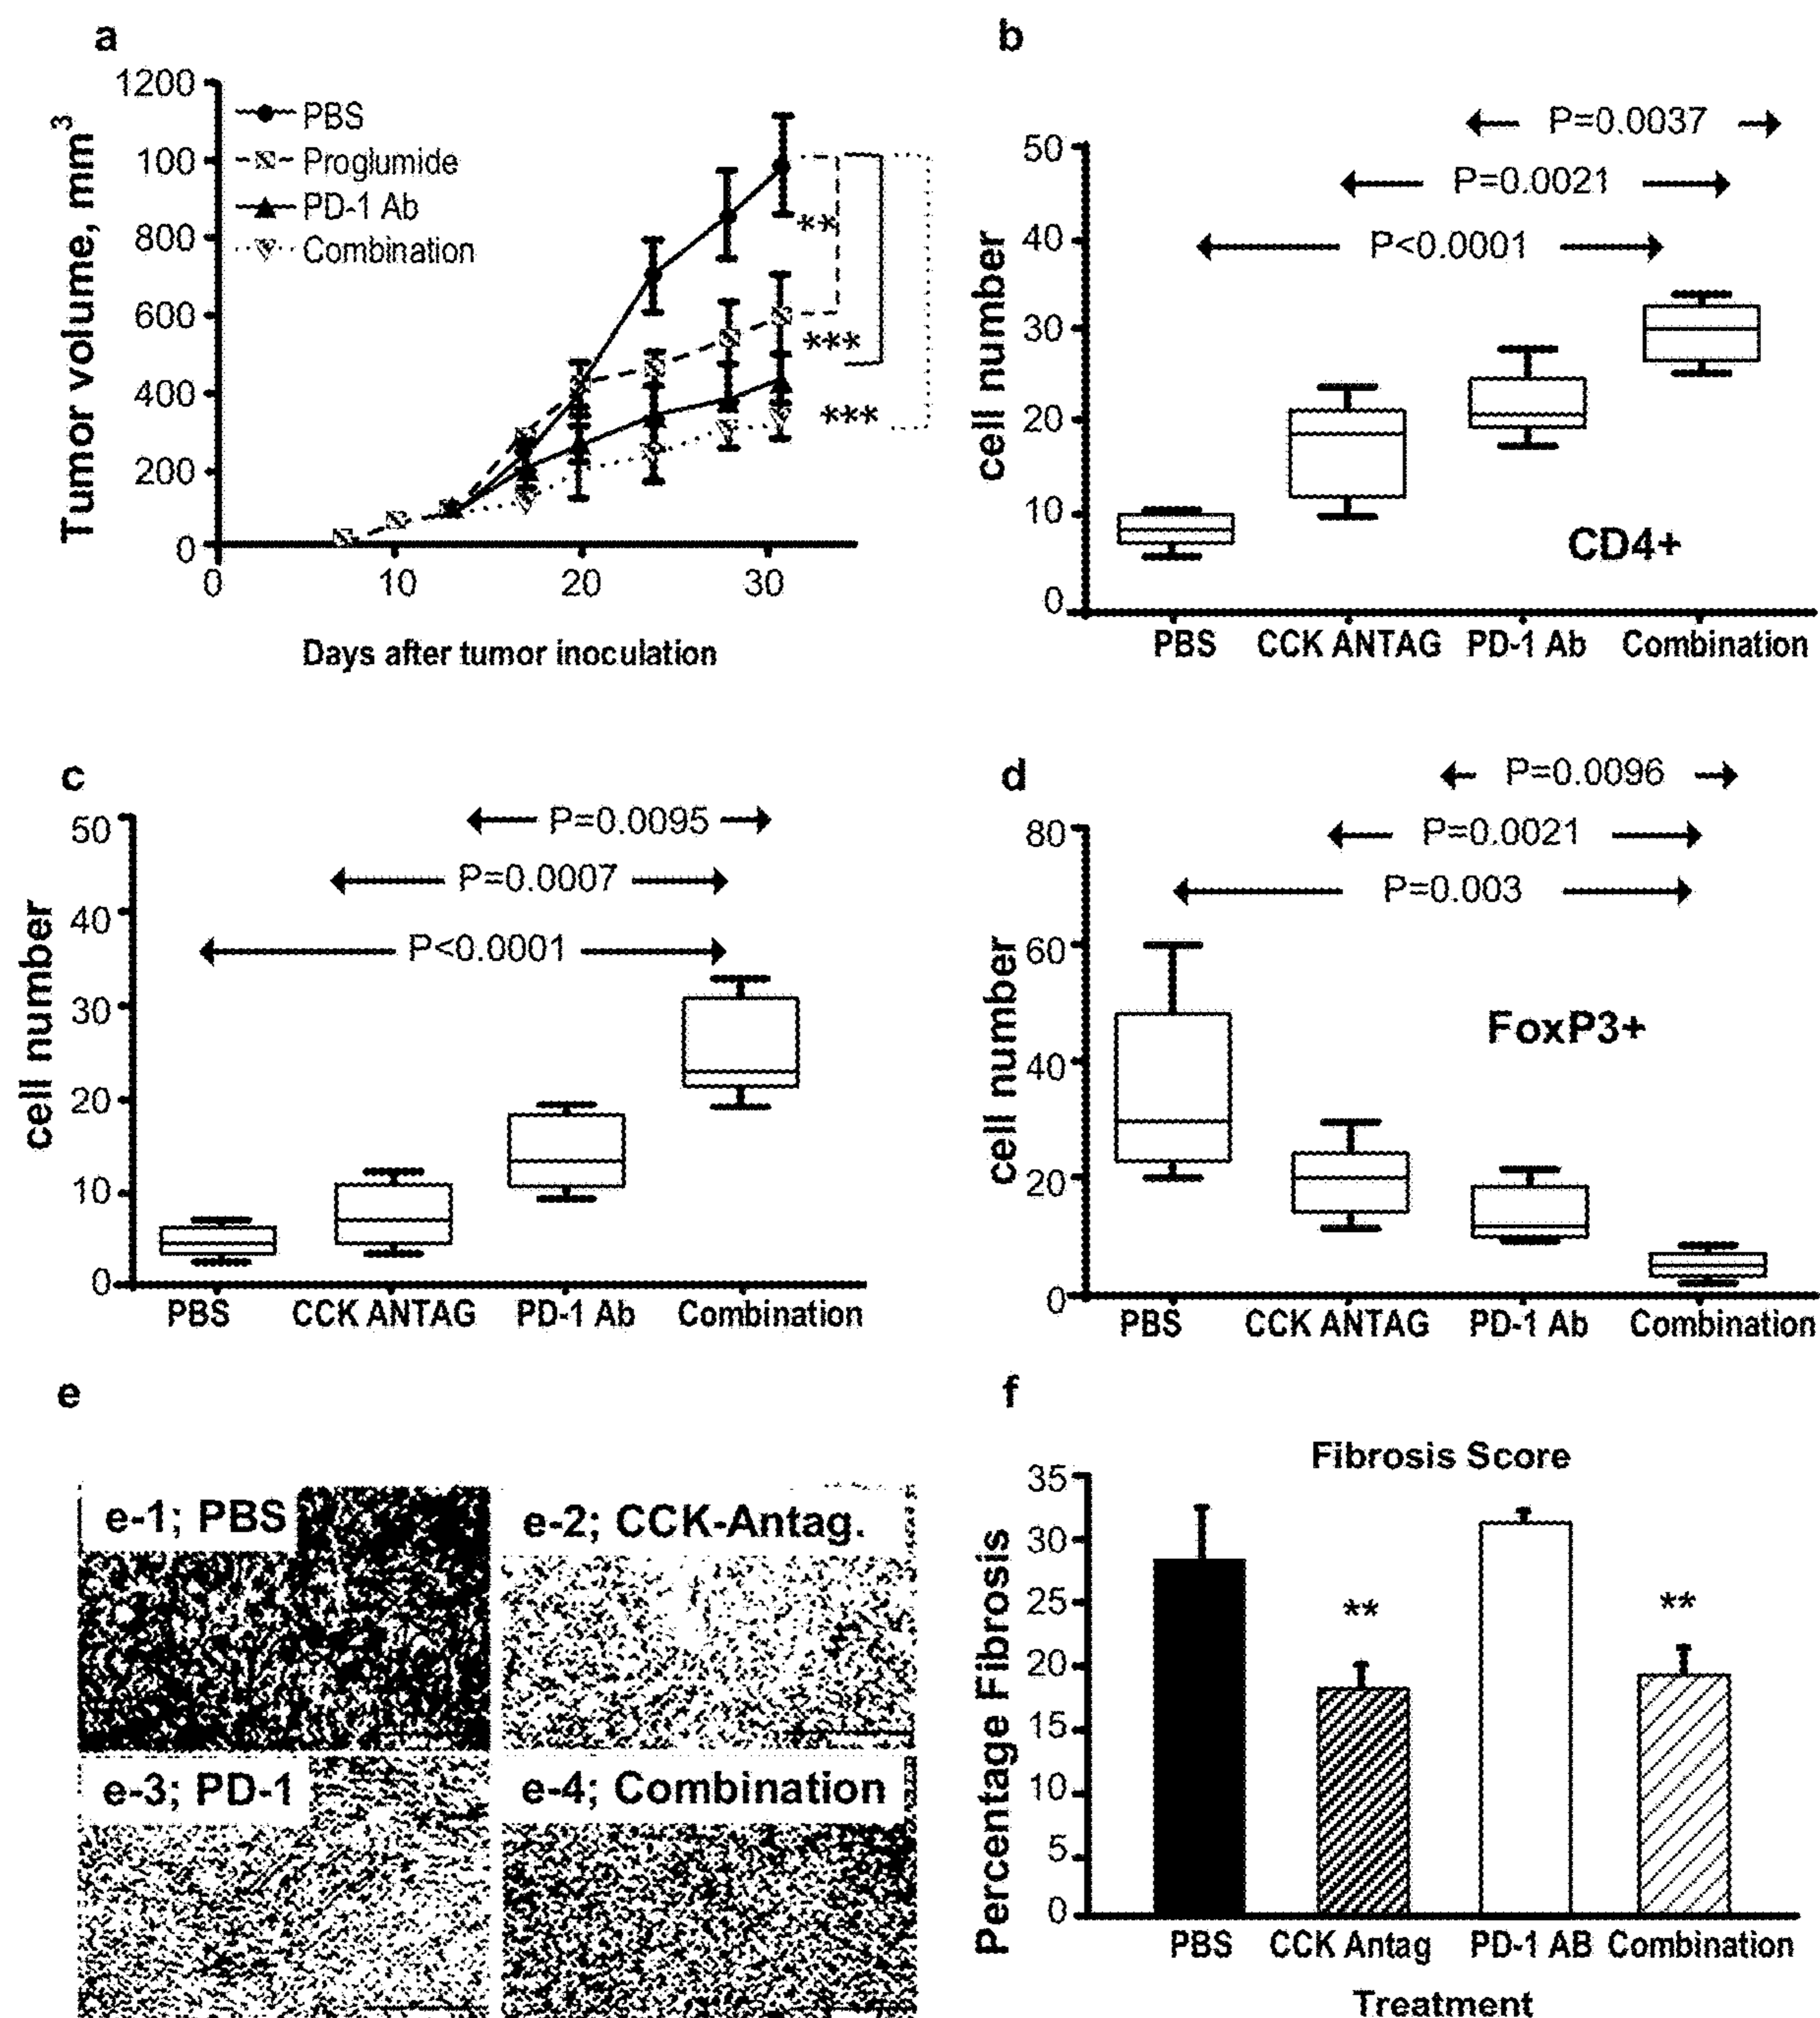 a
1200
100
800
600
400
200
0
Tumor volume, mm3
PBS
Proglumide
PD-1 Ab
Combination
**
***
***
0 10 20 30
Days after tumor inoculation
b
P=0.0037
P=0.0021
P<0.0001
50
40
30
20
10
0
cell number
CD4+
PBS CCK ANTAG PD-1 Ab Combination
c
P=0.0095
P=0.0007
P<0.0001
50
40
30
20
10
0
cell number
PBS CCK ANTAG PD-1 Ab Combination
d
P=0.0096
P=0.0021
P=0.003
80
60
40
20
0
cell number
FoxP3+
PBS CCK ANTAG PD-1 Ab Combination
e
e-1; PBS
e-2; CCK-Antag.
e-3; PD-1
e-4; Combination
f
Fibrosis Score
35
30
25
20
15
10
5
0
Percentage Fibrosis
**
**
PBS CCK Antag PD-1 AB Combination
Treatment